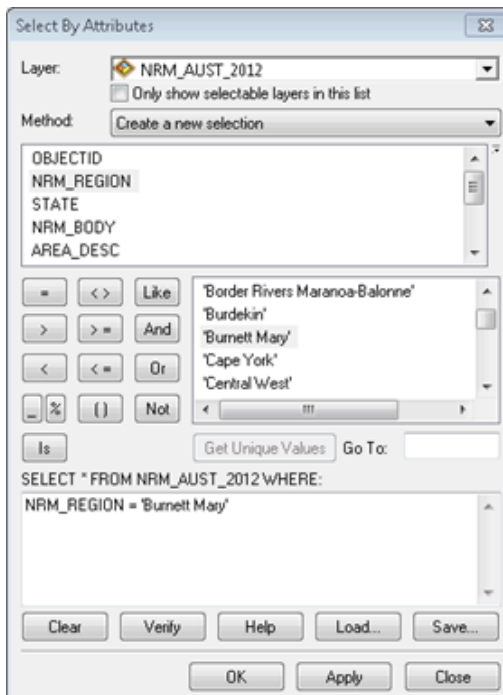 Select By Attributes
Layer: NRM_AUST_2012
Only show selectable layers in this list
Method: Create a new selection
OBJECTID
NRM_REGION
STATE
NRM_BODY
AREA_DESC
= < > Like
> > = And
< < = Or
_ % ( ) Not
Is
'Border Rivers Maranoa-Balonne'
'Burdekin'
'Burnett Mary'
'Cape York'
'Central West'
Get Unique Values Go To:
SELECT * FROM NRM_AUST_2012 WHERE:
NRM_REGION = 'Burnett Mary'
Clear Verify Help Load... Save...
OK Apply Close